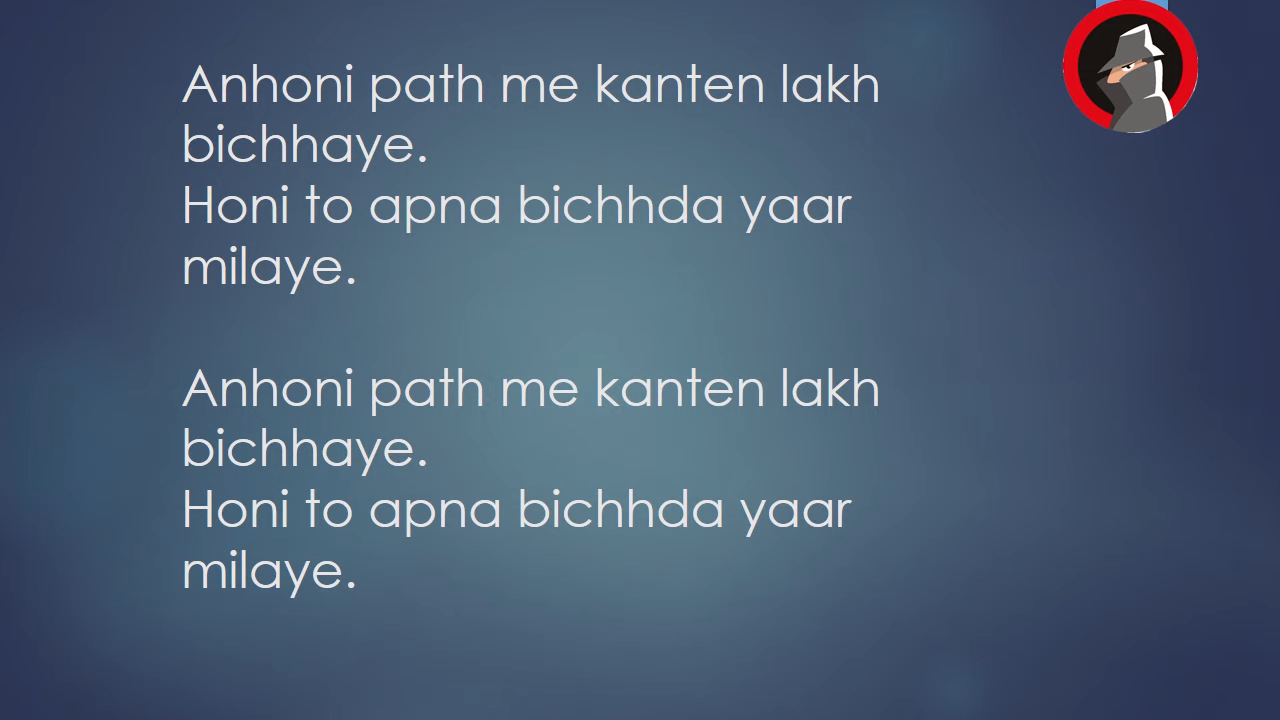 Anhoni path me kanten lakh
bichhaye.
Honi to apna bichhda yaar
milaye.
Anhoni path me kanten lakh
bichhaye.
Honi to apna bichhda yaar
milaye.